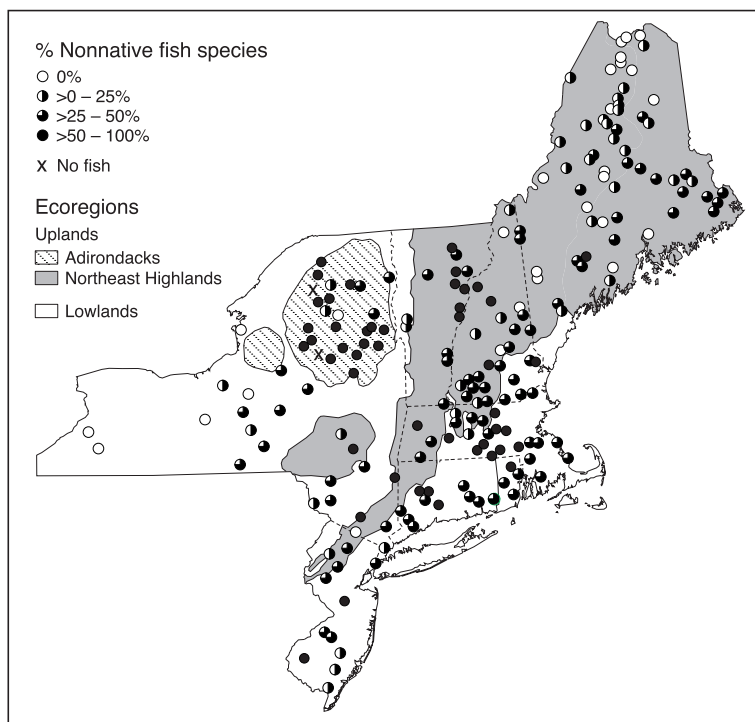 % Nonnative fish species
0%
>0 – 25%
>25 – 50%
>50 – 100%
X No fish
Ecoregions
Uplands
Adirondacks
Northeast Highlands
Lowlands
X
X